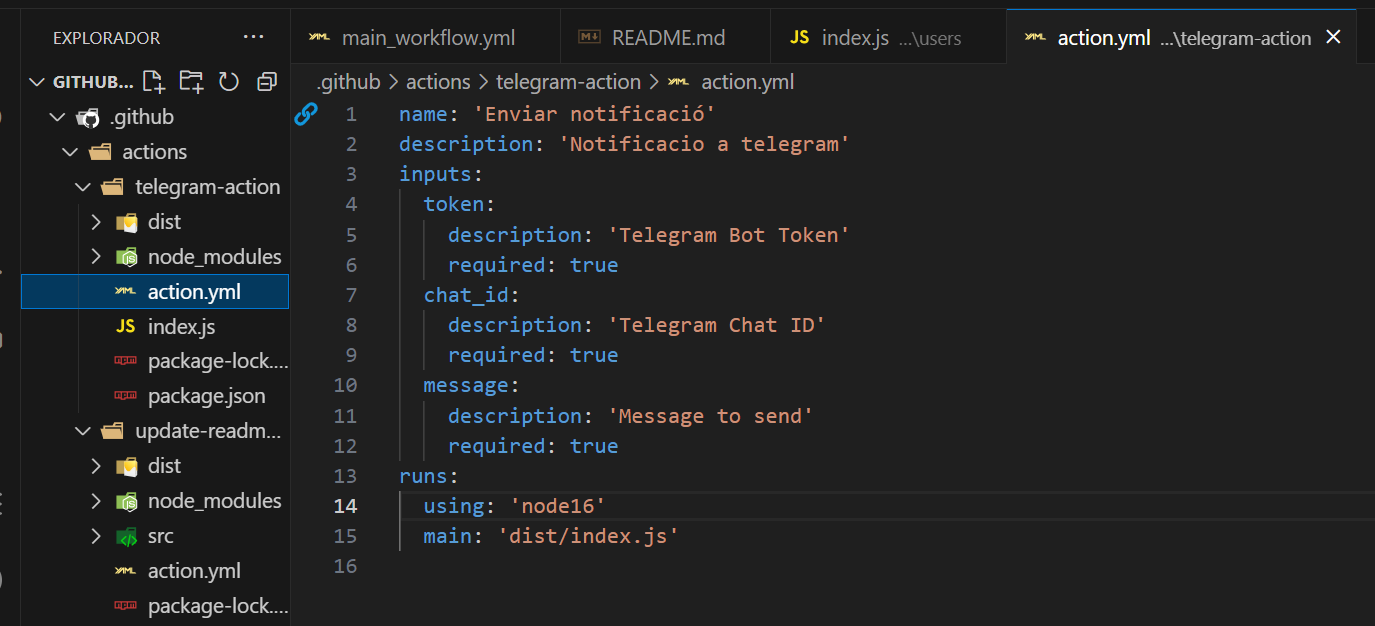 EXPLORADOR ...
GITHUB...
.github
actions
telegram-action
dist
node_modules
action.yml
JS index.js
package-lock....
package.json
update-readm...
dist
node_modules
src
action.yml
package-lock....
main_workflow.yml README.md JS index.js ...\users action.yml ...\telegram-action
.github > actions > telegram-action > action.yml
1 name: 'Enviar notificació'
2 description: 'Notificacio a telegram'
3 inputs:
4 token:
5 description: 'Telegram Bot Token'
6 required: true
7 chat_id:
8 description: 'Telegram Chat ID'
9 required: true
10 message:
11 description: 'Message to send'
12 required: true
13 runs:
14 using: 'node16'
15 main: 'dist/index.js'
16